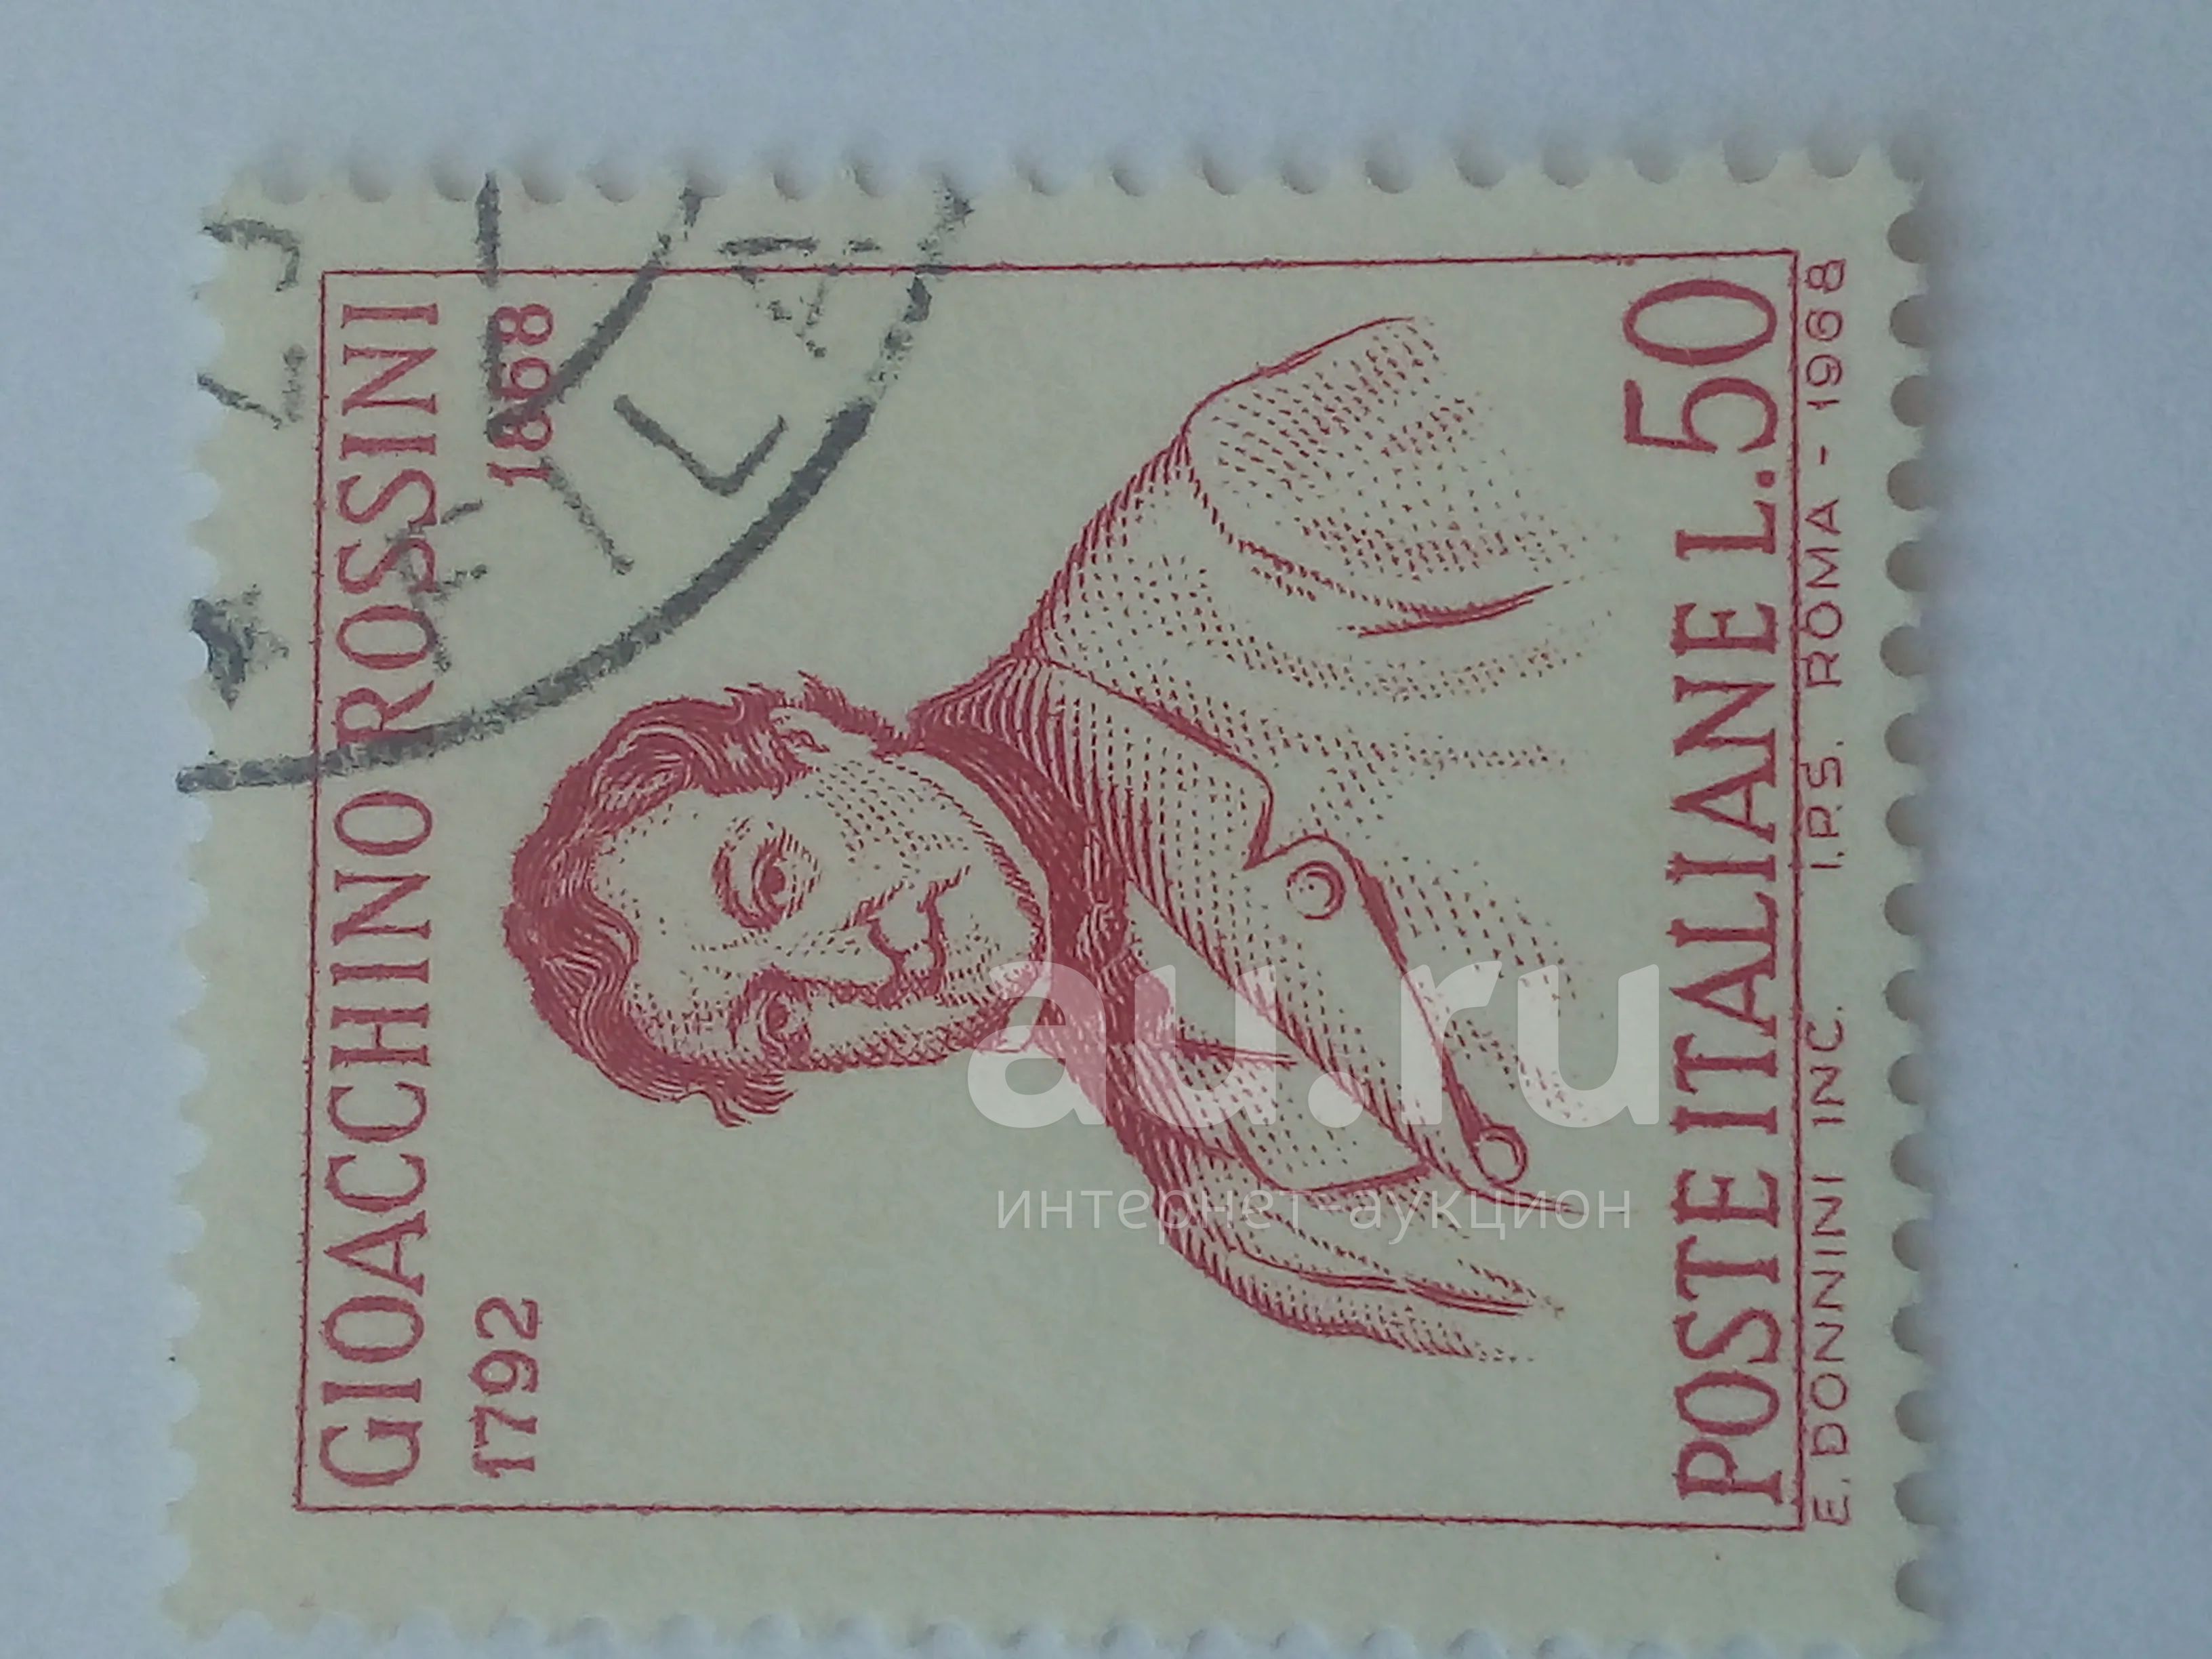 GIOACCHINO ROSSINI
1792 1868
POSTE ITALIANE L.50
E. DONNINI INC. I.P.S. ROMA - 1968
au.ru
интернет-аукцион